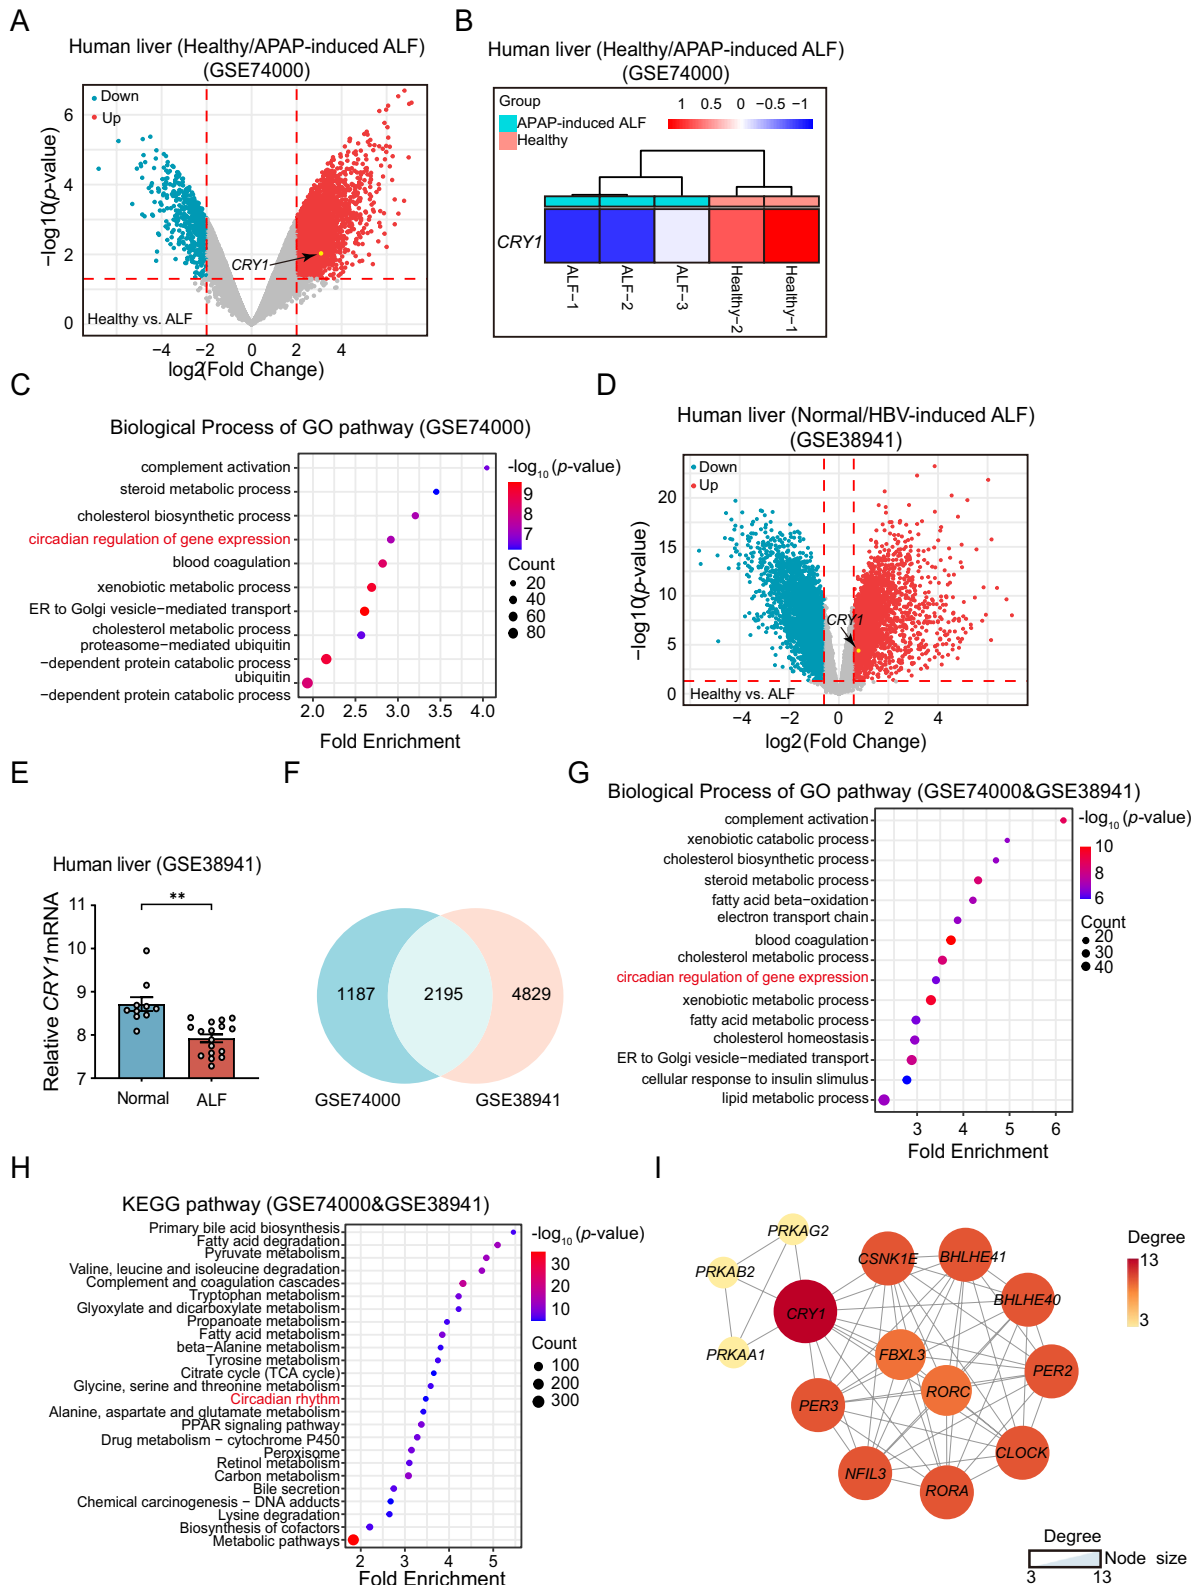 A
Human liver (Healthy/APAP-induced ALF)
(GSE74000)
Down
Up
CRY1
Healthy vs. ALF
−log10(p-value)
6
4
2
0
−4
−2
0
2
4
log2(Fold Change)
B
Human liver (Healthy/APAP-induced ALF)
(GSE74000)
Group
APAP-induced ALF
Healthy
1 0.5 0 −0.5 −1
CRY1
ALF−1
ALF−2
ALF−3
Healthy−2
Healthy−1
C
Biological Process of GO pathway (GSE74000)
complement activation
steroid metabolic process
cholesterol biosynthetic process
circadian regulation of gene expression
blood coagulation
xenobiotic metabolic process
ER to Golgi vesicle−mediated transport
cholesterol metabolic process
proteasome−mediated ubiquitin
−dependent protein catabolic process
ubiquitin
−dependent protein catabolic process
2.0 2.5 3.0 3.5 4.0
Fold Enrichment
-log10 (p-value)
9
8
7
Count
20
40
60
80
D
Human liver (Normal/HBV-induced ALF)
(GSE38941)
Down
Up
CRY1
Healthy vs. ALF
−log10(p-value)
20
15
10
5
0
−4 −2 0 2 4
log2(Fold Change)
E
Human liver (GSE38941)
**
Relative CRY1mRNA
11
10
9
8
7
Normal
ALF
F
1187
2195
4829
GSE74000
GSE38941
G
Biological Process of GO pathway (GSE74000&GSE38941)
complement activation
xenobiotic catabolic process
cholesterol biosynthetic process
steroid metabolic process
fatty acid beta−oxidation
electron transport chain
blood coagulation
cholesterol metabolic process
circadian regulation of gene expression
xenobiotic metabolic process
fatty acid metabolic process
cholesterol homeostasis
ER to Golgi vesicle−mediated transport
cellular response to insulin stimulus
lipid metabolic process
3 4 5 6
Fold Enrichment
-log10 (p-value)
10
8
6
Count
20
30
40
H
KEGG pathway (GSE74000&GSE38941)
Primary bile acid biosynthesis
Fatty acid degradation
Pyruvate metabolism
Valine, leucine and isoleucine degradation
Complement and coagulation cascades
Tryptophan metabolism
Glyoxylate and dicarboxylate metabolism
Propanoate metabolism
Fatty acid metabolism
beta−Alanine metabolism
Tyrosine metabolism
Citrate cycle (TCA cycle)
Glycine, serine and threonine metabolism
Circadian rhythm
Alanine, aspartate and glutamate metabolism
PPAR signaling pathway
Drug metabolism − cytochrome P450
Peroxisome
Retinol metabolism
Carbon metabolism
Bile secretion
Chemical carcinogenesis − DNA adducts
Lysine degradation
Biosynthesis of cofactors
Metabolic pathways
2 3 4 5
Fold Enrichment
-log10 (p-value)
30
20
10
Count
100
200
300
I
PRKAG2
PRKAB2
PRKAA1
CRY1
CSNK1E
BHLHE41
BHLHE40
FBXL3
RORC
PER2
PER3
CLOCK
NFIL3
RORA
Degree
13
3
Degree
Node size
3 13